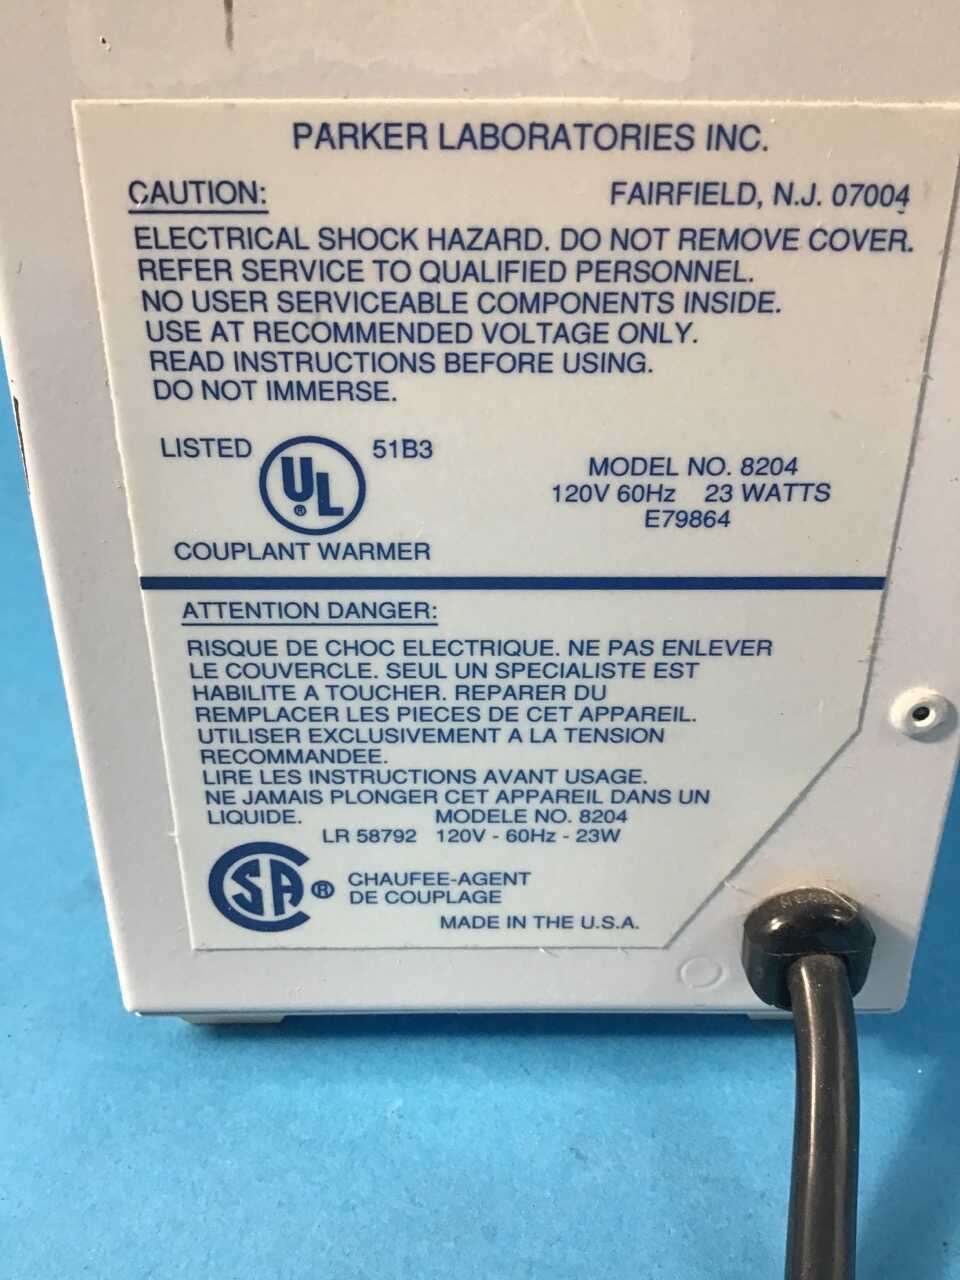 PARKER LABORATORIES INC.
CAUTION: FAIRFIELD, N.J. 07004
ELECTRICAL SHOCK HAZARD. DO NOT REMOVE COVER.
REFER SERVICE TO QUALIFIED PERSONNEL.
NO USER SERVICEABLE COMPONENTS INSIDE.
USE AT RECOMMENDED VOLTAGE ONLY.
READ INSTRUCTIONS BEFORE USING.
DO NOT IMMERSE.
LISTED UL ® 51B3
MODEL NO. 8204
120V 60Hz 23 WATTS
E79864
COUPLANT WARMER
ATTENTION DANGER:
RISQUE DE CHOC ELECTRIQUE. NE PAS ENLEVER
LE COUVERCLE. SEUL UN SPECIALISTE EST
HABILITE A TOUCHER. REPARER DU
REMPLACER LES PIECES DE CET APPAREIL.
UTILISER EXCLUSIVEMENT A LA TENSION
RECOMMANDEE.
LIRE LES INSTRUCTIONS AVANT USAGE.
NE JAMAIS PLONGER CET APPAREIL DANS UN
LIQUIDE. MODELE NO. 8204
LR 58792 120V - 60Hz - 23W
CSA ® CHAUFEE-AGENT
DE COUPLAGE
MADE IN THE U.S.A.